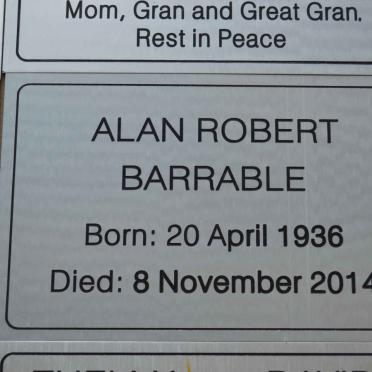 Mom, Gran and Great Gran.
Rest in Peace
ALAN ROBERT
BARRABLE
Born: 20 April 1936
Died: 8 November 2014